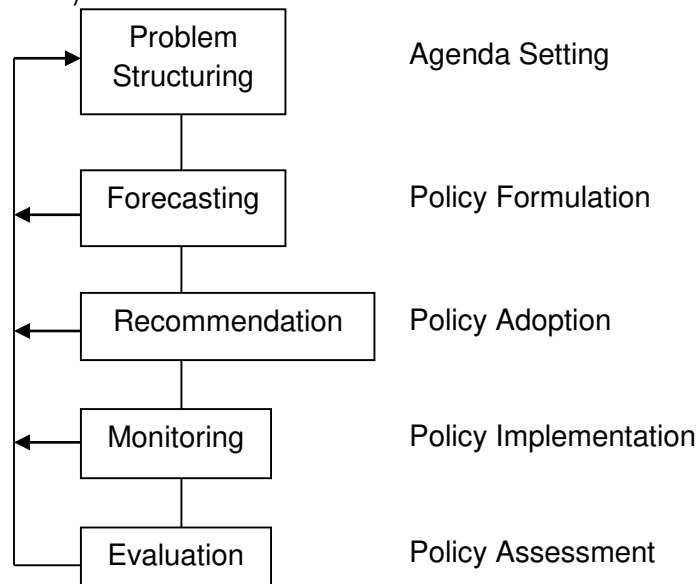 Problem
Structuring
Agenda Setting
Forecasting
Policy Formulation
Recommendation
Policy Adoption
Monitoring
Policy Implementation
Evaluation
Policy Assessment